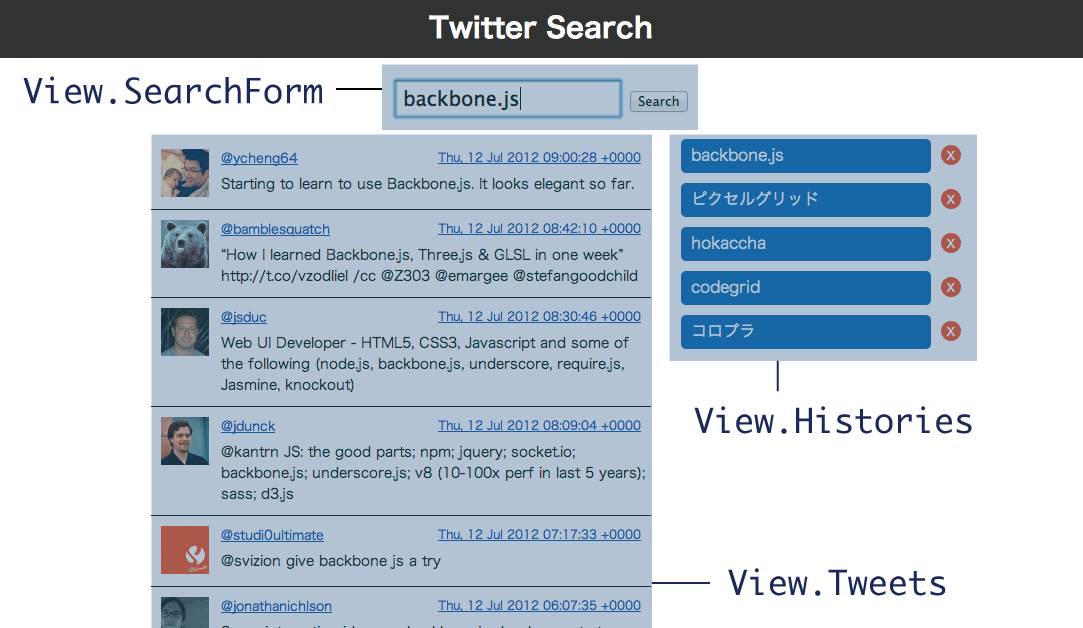 Twitter Search
View.SearchForm
backbone.js
Search
@ycheng64 Thu, 12 Jul 2012 09:00:28 +0000
Starting to learn to use Backbone.js. It looks elegant so far.
@bamblesquatch Thu, 12 Jul 2012 08:42:10 +0000
“How I learned Backbone.js, Three.js & GLSL in one week”
http://t.co/vzodliel /cc @Z303 @emargee @stefangoodchild
@jsduc Thu, 12 Jul 2012 08:30:46 +0000
Web UI Developer - HTML5, CSS3, Javascript and some of
the following (node.js, backbone.js, underscore, require.js,
Jasmine, knockout)
@jdunck Thu, 12 Jul 2012 08:09:04 +0000
@kantrn JS: the good parts; npm; jquery; socket.io;
backbone.js; underscore.js; v8 (10-100x perf in last 5 years);
sass; d3.js
@studi0ultimate Thu, 12 Jul 2012 07:17:33 +0000
@svizion give backbone js a try
@jonathanichlson Thu, 12 Jul 2012 06:07:35 +0000
backbone.js X
ピクセルグリッド X
hokaccha X
codegrid X
コロプラ X
View.Histories
View.Tweets